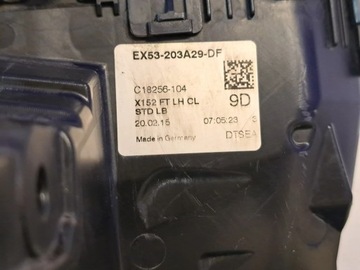 EX53-203A29-DF
C18256-104
X152 FT LH CL
STD LB
9D
20.02.15 07:05:23
Made in Germany DTSEA